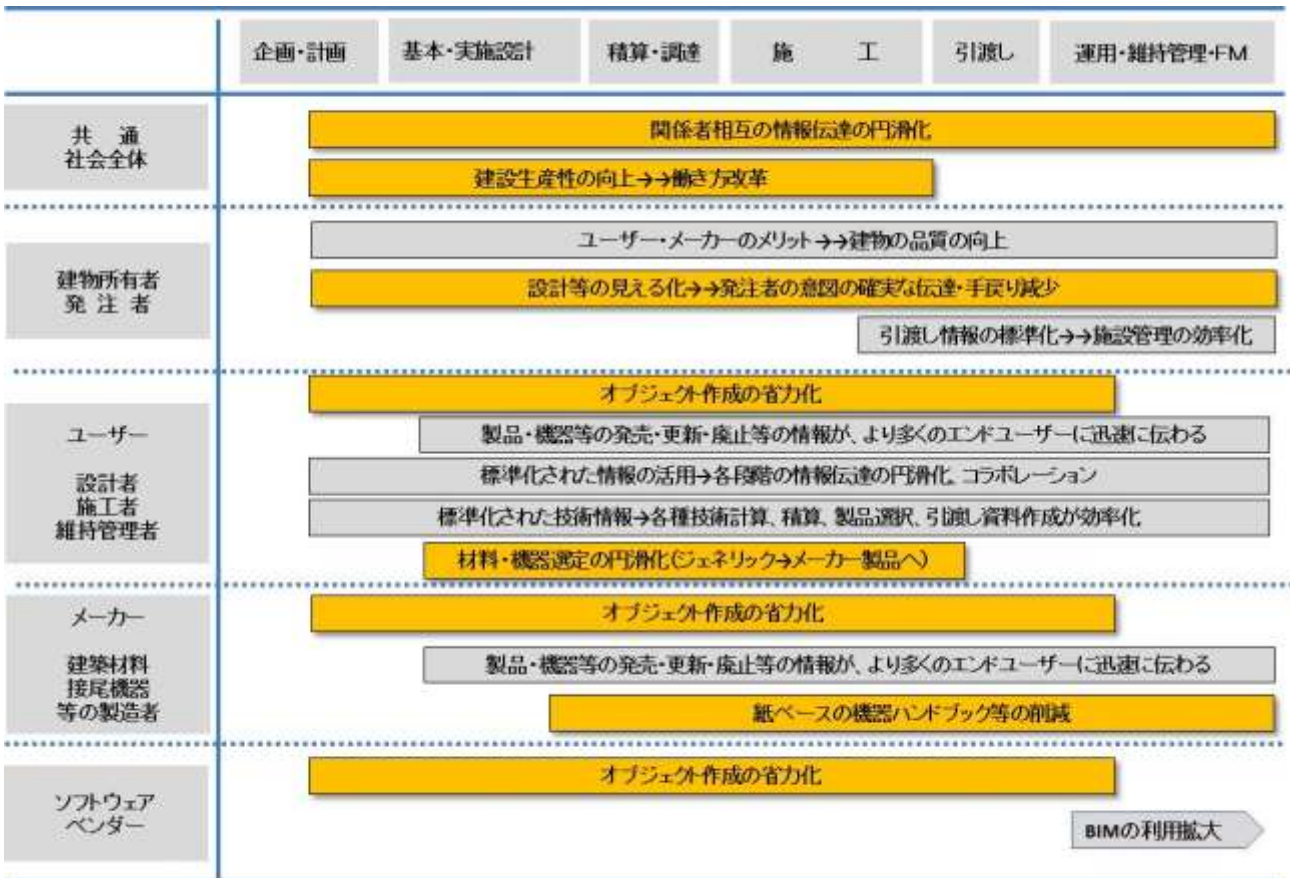 企画・計画
基本・実施設計
積算・調達
施 工
引渡し
運用・維持管理・FM
共 通
社会全体
関係者相互の情報伝達の円滑化
建設生産性の向上→→働き方改革
建物所有者
発 注 者
ユーザー・メーカーのメリット→→建物の品質の向上
設計等の見える化→→発注者の意図の確実な伝達・手戻り減少
引渡し情報の標準化→→施設管理の効率化
ユーザー
設計者
施工者
維持管理者
オブジェクト作成の省力化
製品・機器等の発売・更新・廃止等の情報が、より多くのエンドユーザーに迅速に伝わる
標準化された情報の活用→各段階の情報伝達の円滑化、コラボレーション
標準化された技術情報→各種技術計算、積算、製品選択、引渡し資料作成が効率化
材料・機器選定の円滑化(ジェネリック→メーカー製品へ)
メーカー
建築材料
接尾機器
等の製造者
オブジェクト作成の省力化
製品・機器等の発売・更新・廃止等の情報が、より多くのエンドユーザーに迅速に伝わる
紙ベースの機器ハンドブック等の削減
ソフトウェア
ベンダー
オブジェクト作成の省力化
BIMの利用拡大